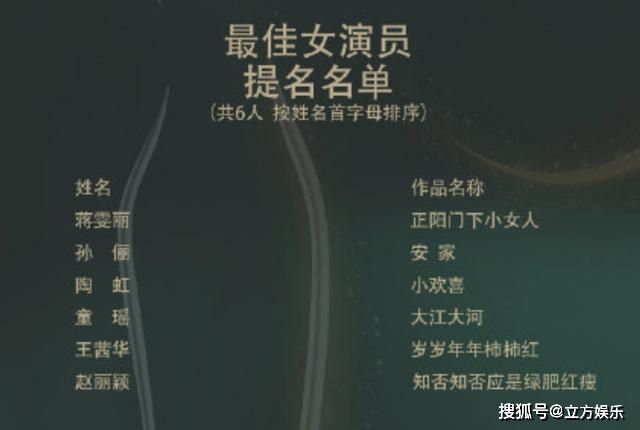 最佳女演员
提名名单
(共6人 按姓名首字母排序)
姓名 作品名称
蒋雯丽 正阳门下小女人
孙 俪 安 家
陶 虹 小欢喜
童 瑶 大江大河
王茜华 岁岁年年柿柿红
赵丽颖 知否知否应是绿肥红瘦
搜狐号@立方娱乐